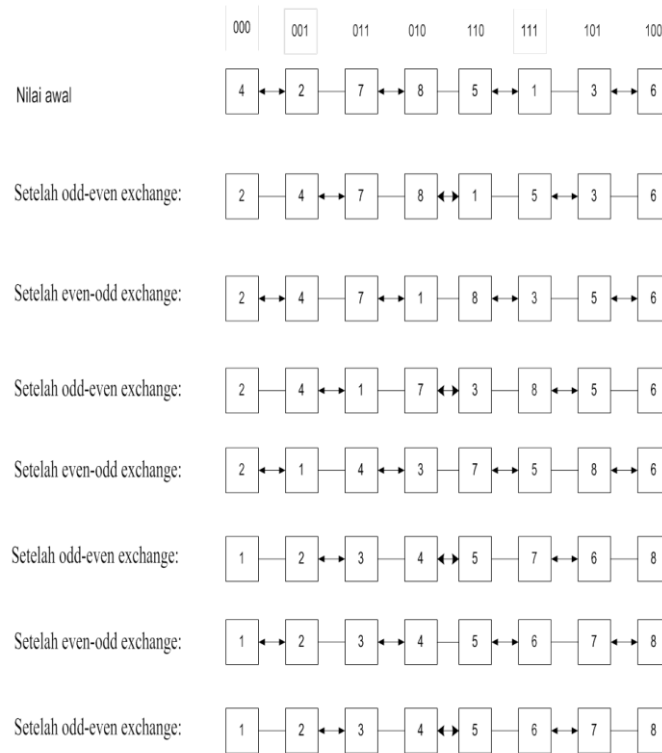 000 001 011 010 110 111 101 100
Nilai awal 4 2 7 8 5 1 3 6
Setelah odd-even exchange: 2 4 7 8 1 5 3 6
Setelah even-odd exchange: 2 4 7 1 8 3 5 6
Setelah odd-even exchange: 2 4 1 7 3 8 5 6
Setelah even-odd exchange: 2 1 4 3 7 5 8 6
Setelah odd-even exchange: 1 2 3 4 5 7 6 8
Setelah even-odd exchange: 1 2 3 4 5 6 7 8
Setelah odd-even exchange: 1 2 3 4 5 6 7 8